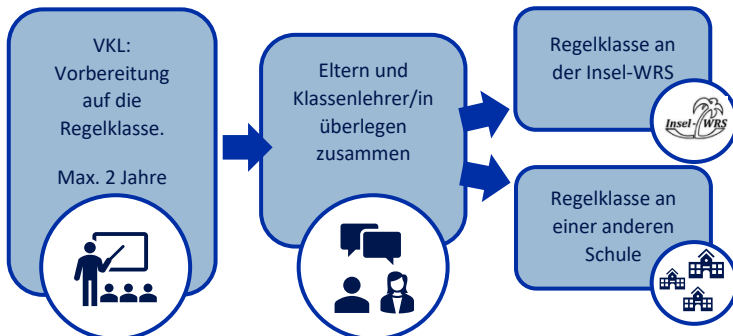 VKL:
Vorbereitung
auf die
Regelklasse.
Max. 2 Jahre
Eltern und
Klassenlehrer/in
überlegen
zusammen
Regelklasse an
der Insel-WRS
Insel-WRS
Regelklasse an
einer anderen
Schule